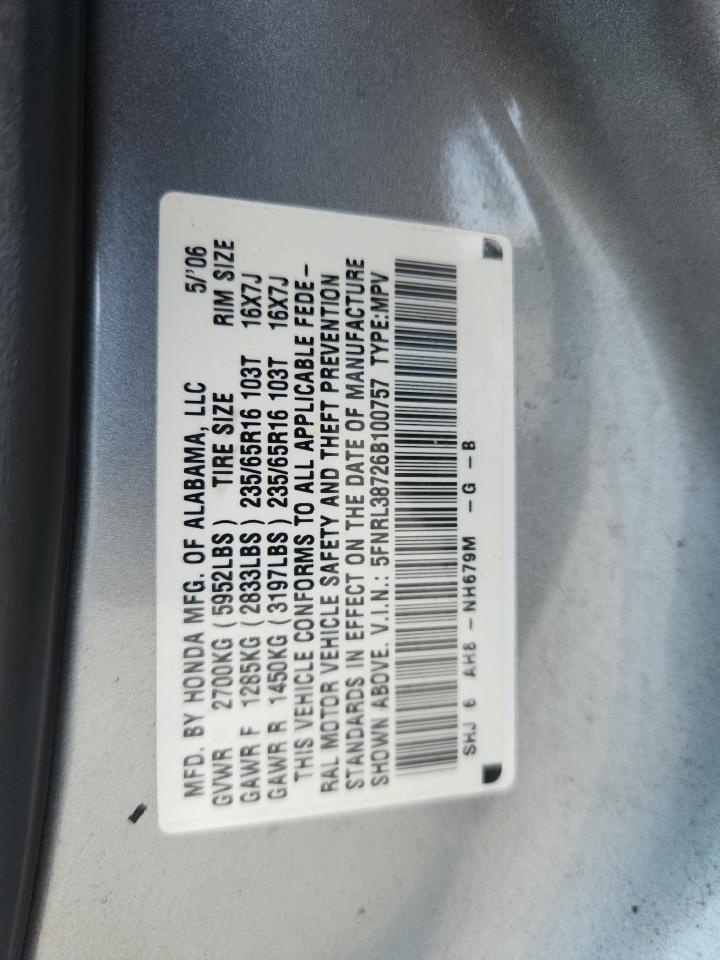 MFD. BY HONDA MFG. OF ALABAMA, LLC 5/'06
GVWR 2700KG (5952LBS) TIRE SIZE RIM SIZE
GAWR F 1285KG (2833LBS) 235/65R16 103T 16X7J
GAWR R 1450KG (3197LBS) 235/65R16 103T 16X7J
THIS VEHICLE CONFORMS TO ALL APPLICABLE FEDE-
RAL MOTOR VEHICLE SAFETY AND THEFT PREVENTION
STANDARDS IN EFFECT ON THE DATE OF MANUFACTURE
SHOWN ABOVE. V.I.N.: 5FNRL38726B100757 TYPE:MPV
SHJ 6 AH8 -NH679M -G -B